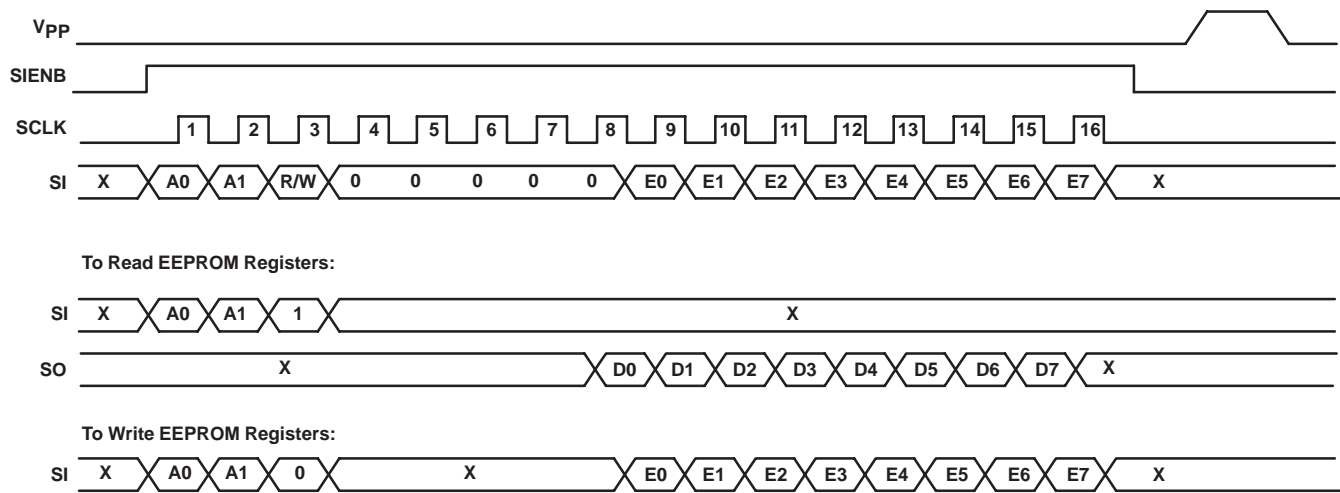 VPP
SIENB
SCLK 1 2 3 4 5 6 7 8 9 10 11 12 13 14 15 16
SI X A0 A1 R/W 0 0 0 0 0 E0 E1 E2 E3 E4 E5 E6 E7 X
To Read EEPROM Registers:
SI X A0 A1 1 X
SO X D0 D1 D2 D3 D4 D5 D6 D7 X
To Write EEPROM Registers:
SI X A0 A1 0 X E0 E1 E2 E3 E4 E5 E6 E7 X